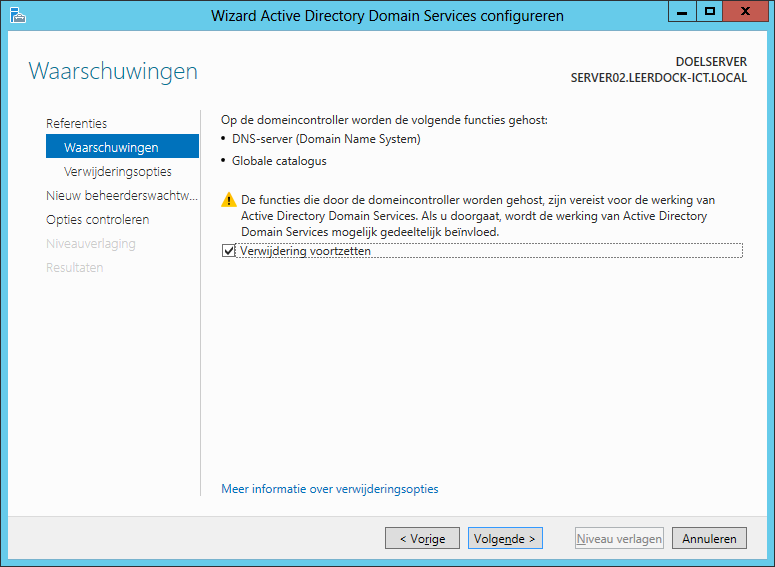 Wizard Active Directory Domain Services configureren
Waarschuwingen
DOELSERVER
SERVER02.LEERDOCK-ICT.LOCAL
Referenties
Waarschuwingen
Verwijderingsopties
Nieuw beheerderswachtw...
Opties controleren
Niveauverlaging
Resultaten
Op de domeincontroller worden de volgende functies gehost:
• DNS-server (Domain Name System)
• Globale catalogus
De functies die door de domeincontroller worden gehost, zijn vereist voor de werking van
Active Directory Domain Services. Als u doorgaat, wordt de werking van Active Directory
Domain Services mogelijk gedeeltelijk beïnvloed.
Verwijdering voortzetten
Meer informatie over verwijderingsopties
< Vorige
Volgende >
Niveau verlagen
Annuleren